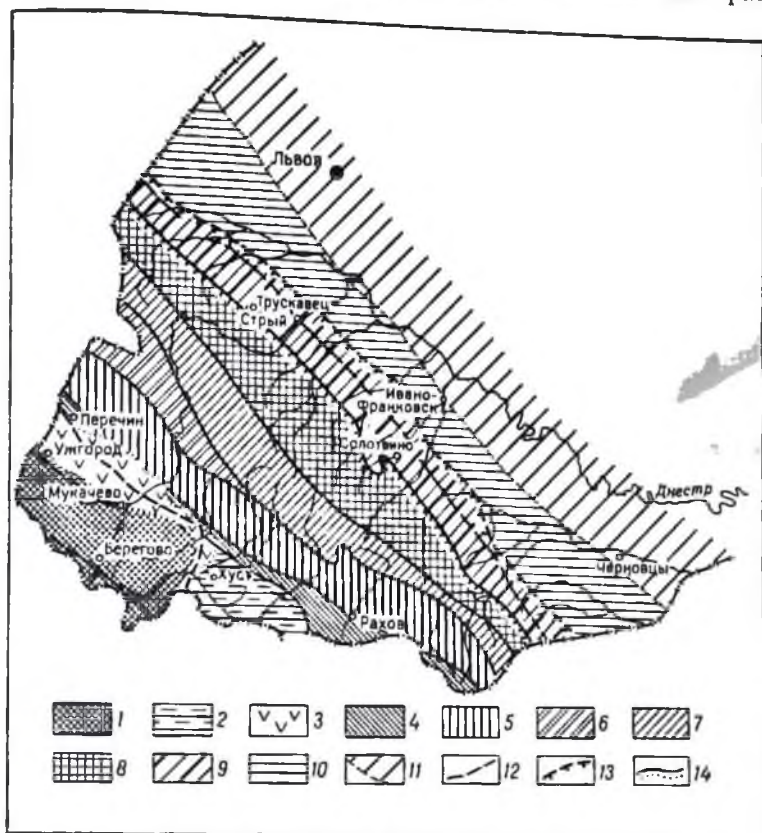 Львов
Трускавец
Стрый
Ивано-
Франковск
Солотвино
Перечин
Ужгород
Мукачево
Днестр
Берегово
Черновцы
Хуст
Рахов
1 2 3 4 5 6 7
8 9 10 11 12 13 14